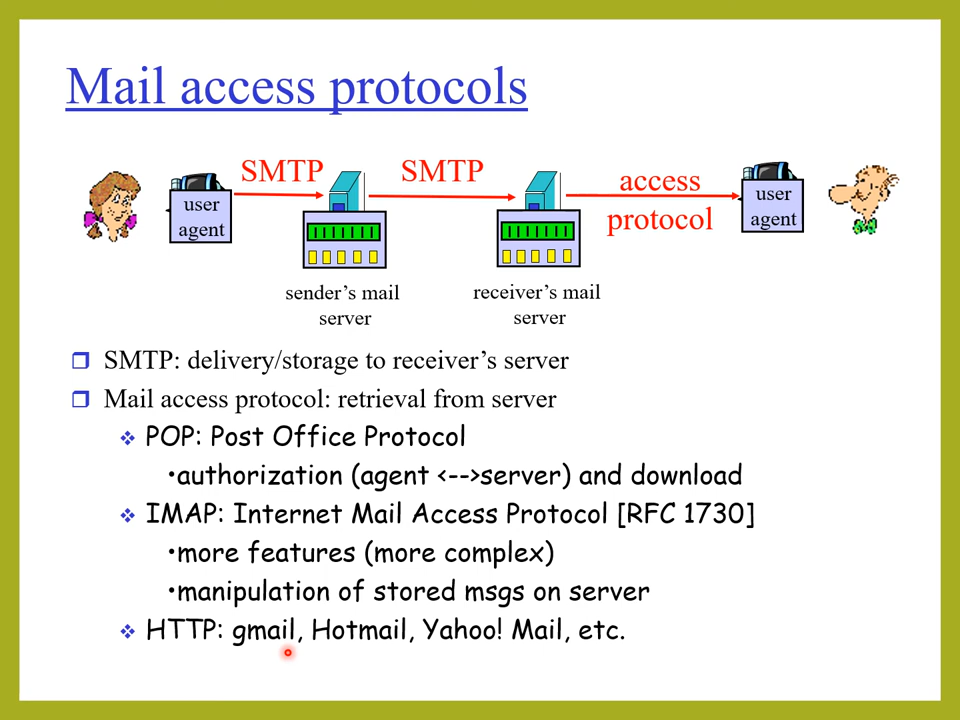 Mail access protocols
SMTP
SMTP
access
protocol
user
agent
user
agent
sender’s mail
server
receiver’s mail
server
SMTP: delivery/storage to receiver’s server
Mail access protocol: retrieval from server
POP: Post Office Protocol
•authorization (agent <-->server) and download
IMAP: Internet Mail Access Protocol [RFC 1730]
•more features (more complex)
•manipulation of stored msgs on server
HTTP: gmail, Hotmail, Yahoo! Mail, etc.